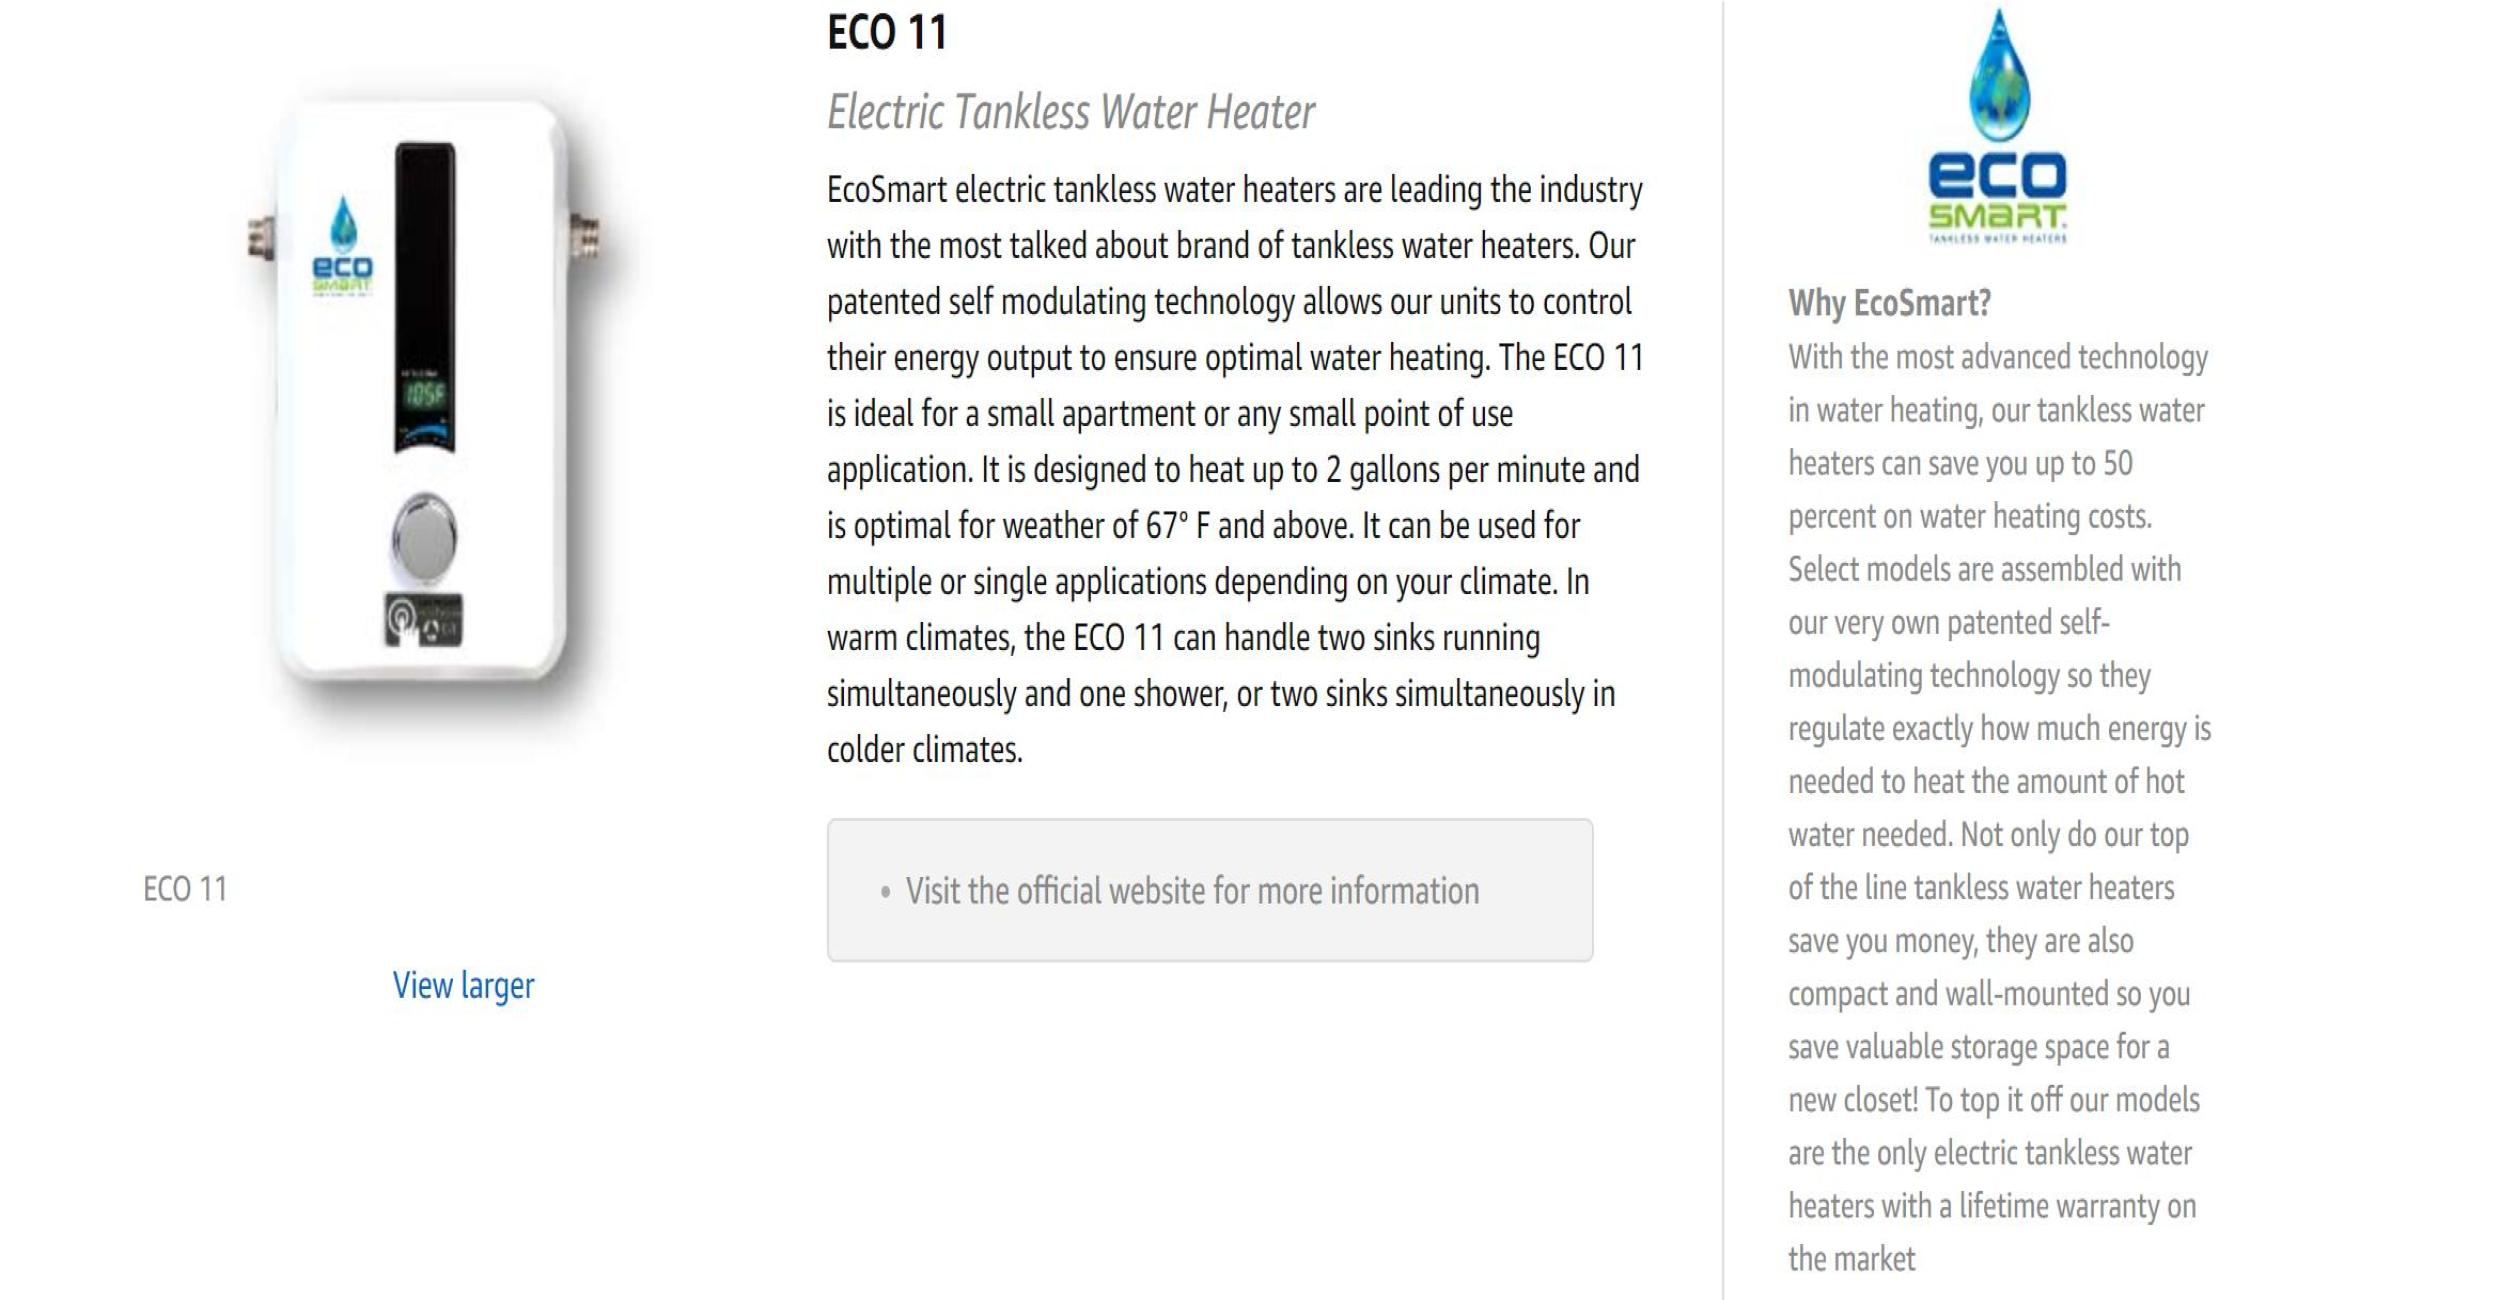 eco
SMART
105F
ECO 11
View larger
ECO 11
Electric Tankless Water Heater
EcoSmart electric tankless water heaters are leading the industry
with the most talked about brand of tankless water heaters. Our
patented self modulating technology allows our units to control
their energy output to ensure optimal water heating. The ECO 11
is ideal for a small apartment or any small point of use
application. It is designed to heat up to 2 gallons per minute and
is optimal for weather of 67° F and above. It can be used for
multiple or single applications depending on your climate. In
warm climates, the ECO 11 can handle two sinks running
simultaneously and one shower, or two sinks simultaneously in
colder climates.
• Visit the official website for more information
eco
SMART.
TANKLESS WATER HEATERS
Why EcoSmart?
With the most advanced technology
in water heating, our tankless water
heaters can save you up to 50
percent on water heating costs.
Select models are assembled with
our very own patented self-
modulating technology so they
regulate exactly how much energy is
needed to heat the amount of hot
water needed. Not only do our top
of the line tankless water heaters
save you money, they are also
compact and wall-mounted so you
save valuable storage space for a
new closet! To top it off our models
are the only electric tankless water
heaters with a lifetime warranty on
the market